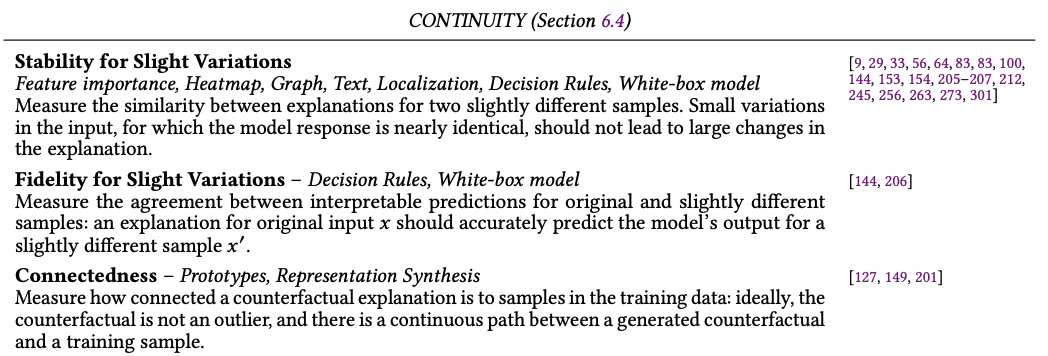 CONTINUITY (Section 6.4)
Stability for Slight Variations
[9, 29, 33, 56, 64, 83, 83, 100,
Feature importance, Heatmap, Graph, Text, Localization, Decision Rules, White-box model
144, 153, 154, 205–207, 212,
Measure the similarity between explanations for two slightly different samples. Small variations
245, 256, 263, 273, 301]
in the input, for which the model response is nearly identical, should not lead to large changes in
the explanation.
Fidelity for Slight Variations – Decision Rules, White-box model
[144, 206]
Measure the agreement between interpretable predictions for original and slightly different
samples: an explanation for original input x should accurately predict the model's output for a
slightly different sample x′.
Connectedness – Prototypes, Representation Synthesis
[127, 149, 201]
Measure how connected a counterfactual explanation is to samples in the training data: ideally, the
counterfactual is not an outlier, and there is a continuous path between a generated counterfactual
and a training sample.